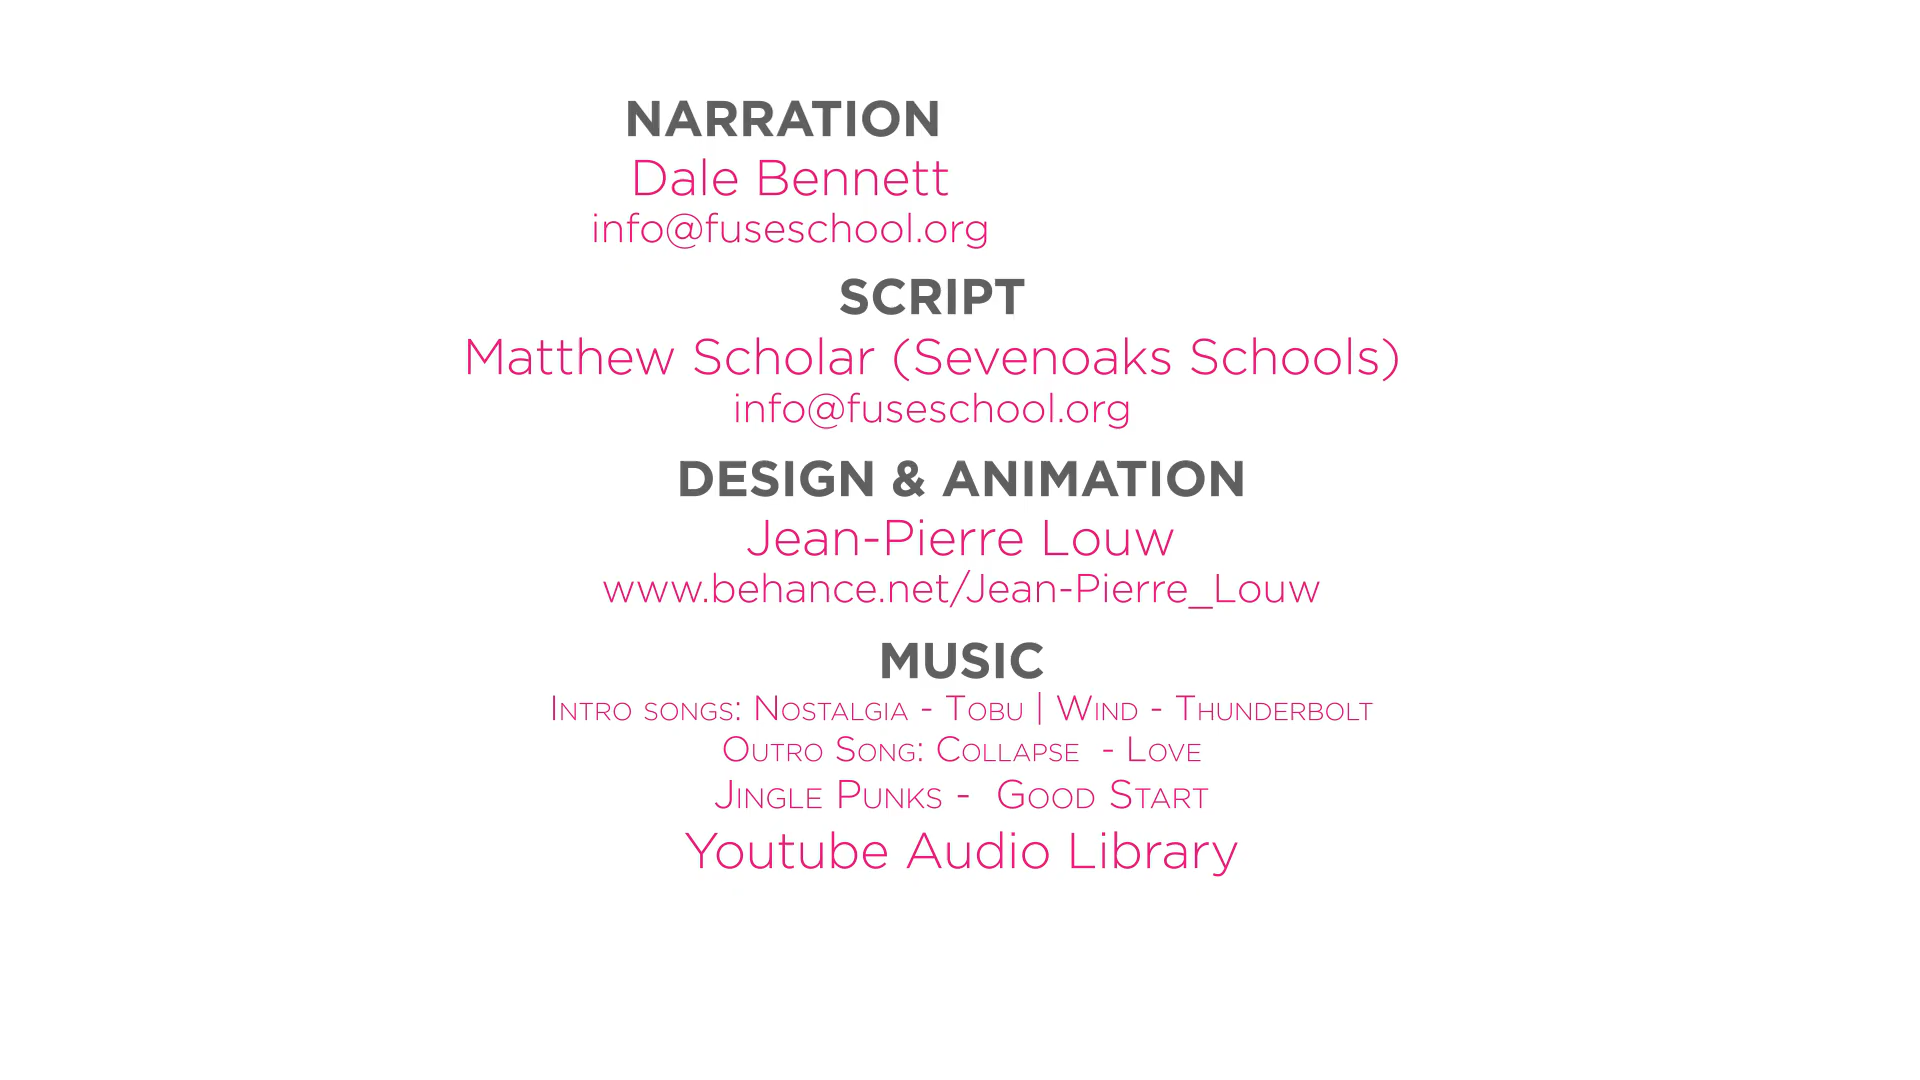 NARRATION
Dale Bennett
info@fuseschool.org
SCRIPT
Matthew Scholar (Sevenoaks Schools)
info@fuseschool.org
DESIGN & ANIMATION
Jean-Pierre Louw
www.behance.net/Jean-Pierre_Louw
MUSIC
Intro songs: Nostalgia - Tobu | Wind - Thunderbolt
Outro Song: Collapse - Love
Jingle Punks - Good Start
Youtube Audio Library